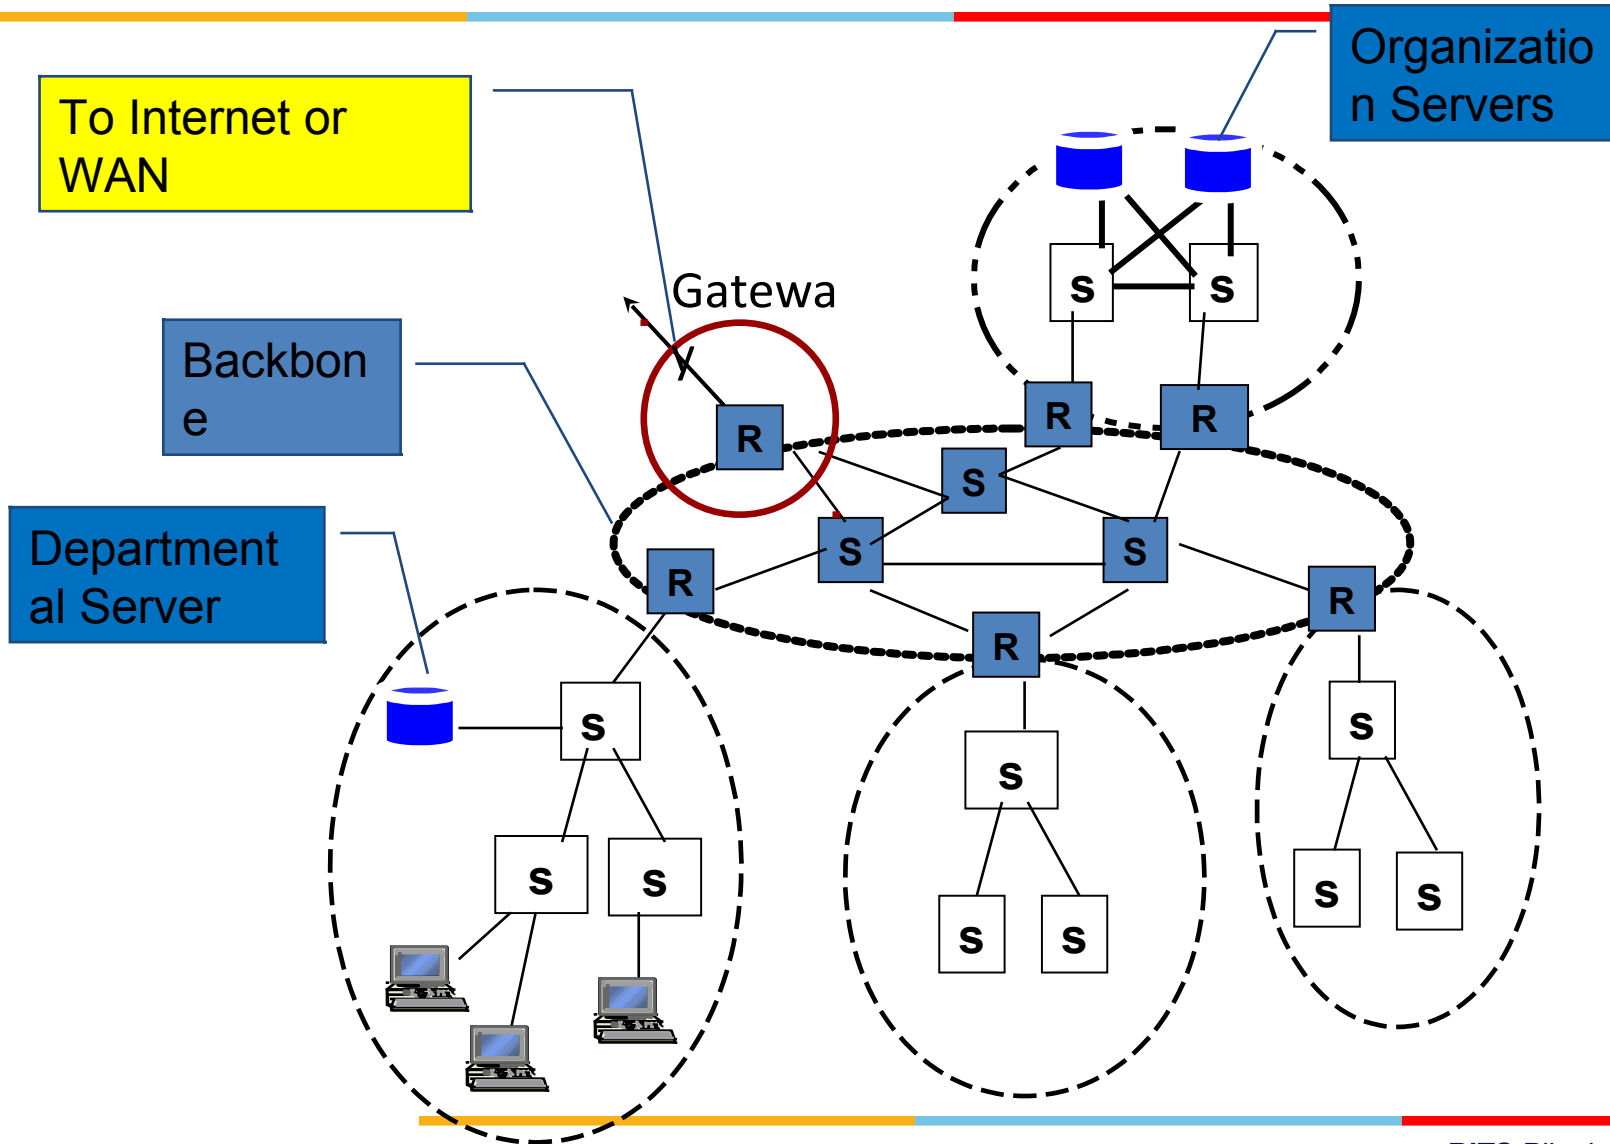 Organizatio
n Servers
To Internet or
WAN
Gatewa
y
Backbon
e
S
S
R
R
R
S
Department
al Server
S
S
R
R
R
S
S
S
S
S
S
S
S
S